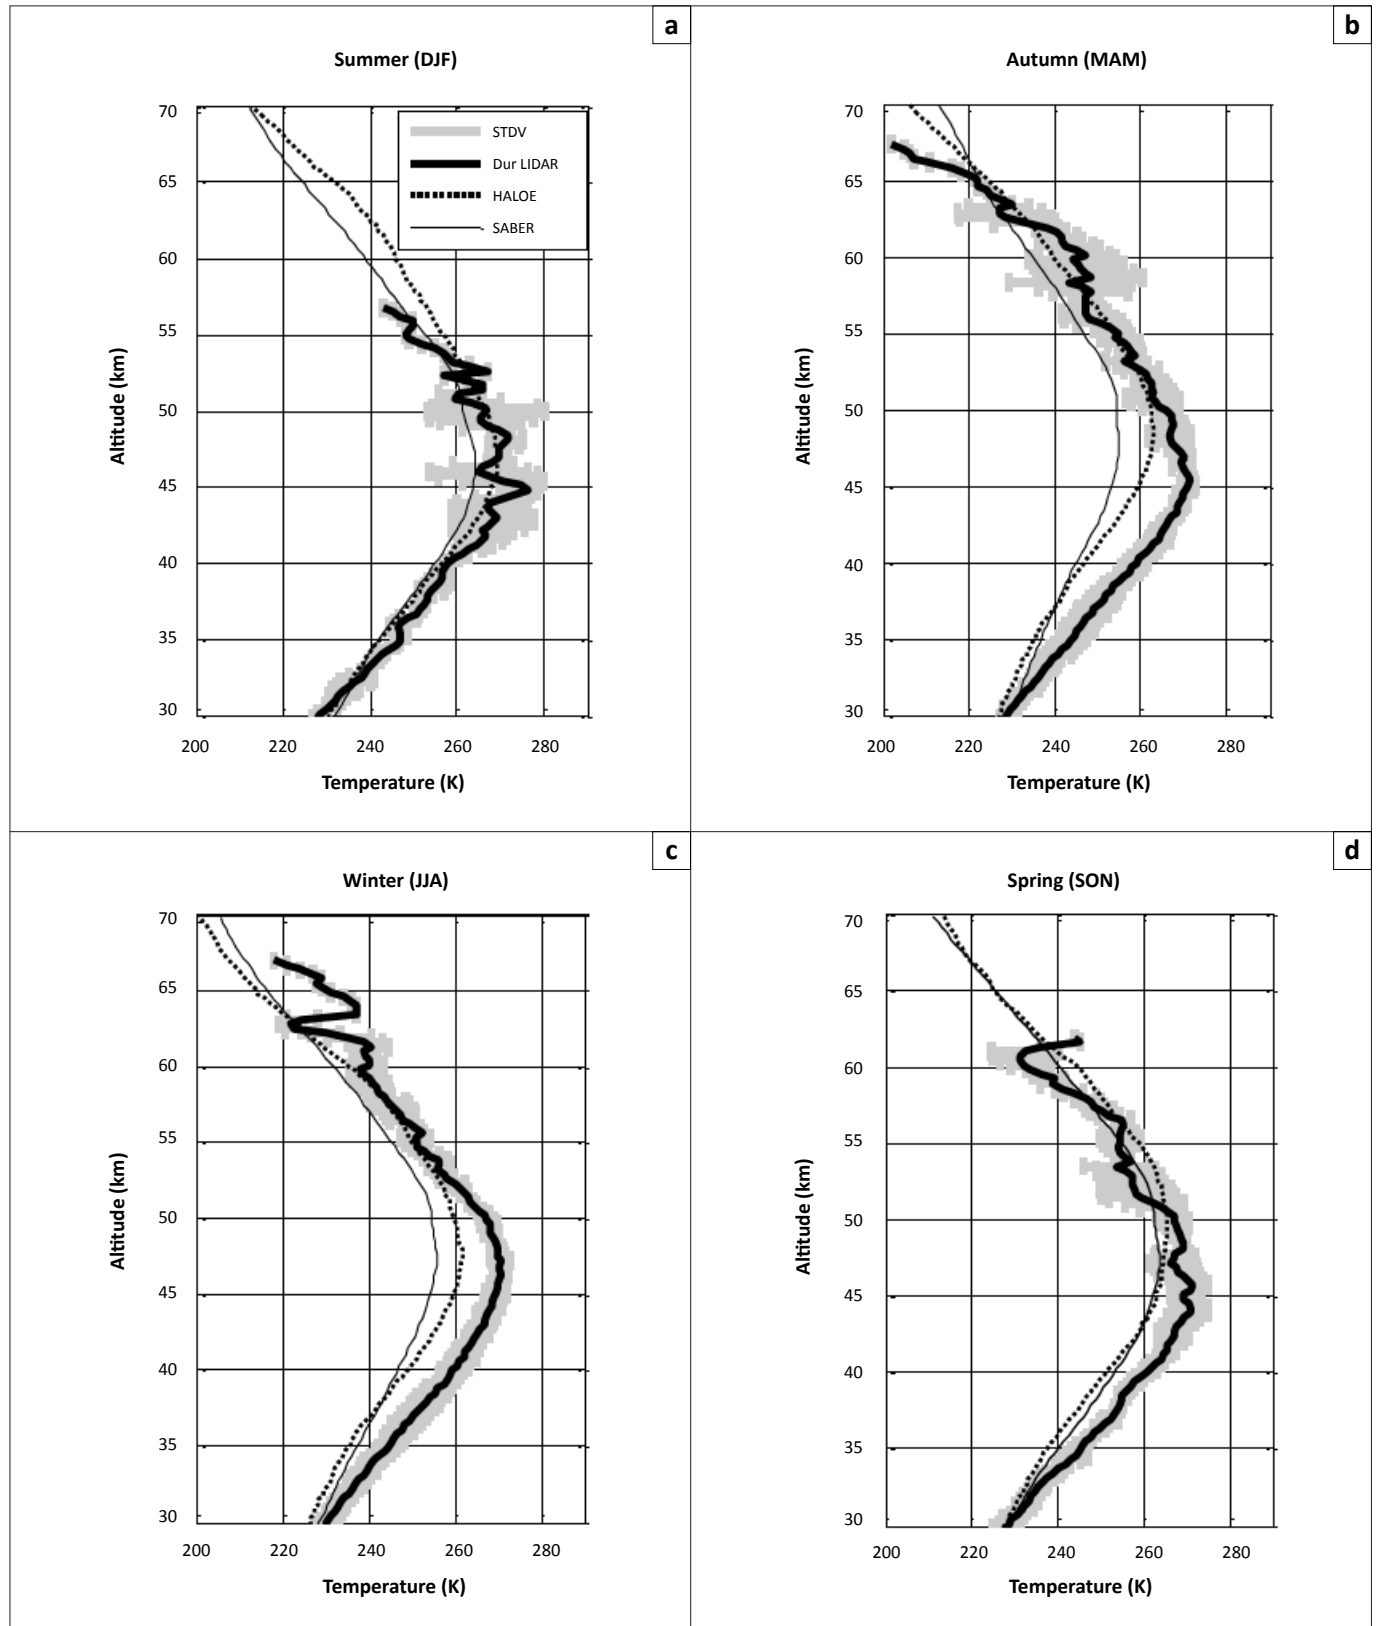 a
Summer (DJF)
70
65
60
55
50
45
40
35
30
Altitude (km)
STDV
Dur LIDAR
HALOE
SABER
200 220 240 260 280
Temperature (K)
b
Autumn (MAM)
70
65
60
55
50
45
40
35
30
Altitude (km)
200 220 240 260 280
Temperature (K)
c
Winter (JJA)
70
65
60
55
50
45
40
35
30
Altitude (km)
200 220 240 260 280
Temperature (K)
d
Spring (SON)
70
65
60
55
50
45
40
35
30
Altitude (km)
200 220 240 260 280
Temperature (K)